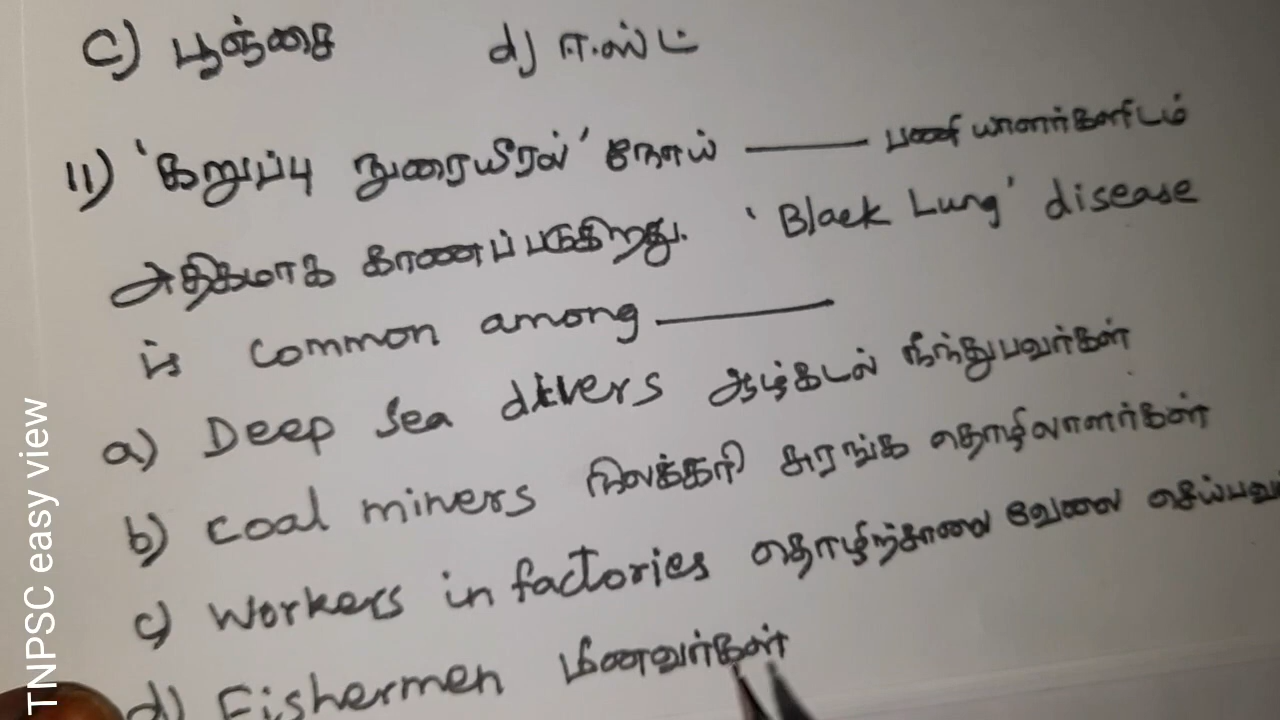 c) பூஞ்சை d) ஈஸ்ட்
11) 'கறுப்பு நுரையீரல்' நோய் ——— பணியாளர்களிடம்
அதிகமாக காணப்படுகிறது. 'Black Lung' disease
is common among ———
a) Deep Sea divers ஆழ்கடல் நீந்துபவர்கள்
b) Coal miners நிலக்கரி சுரங்க தொழிலாளர்கள்
c) Workers in factories தொழிற்சாலை வேலை செய்பவ
d) Fishermen மீனவர்கள்
TNPSC easy view